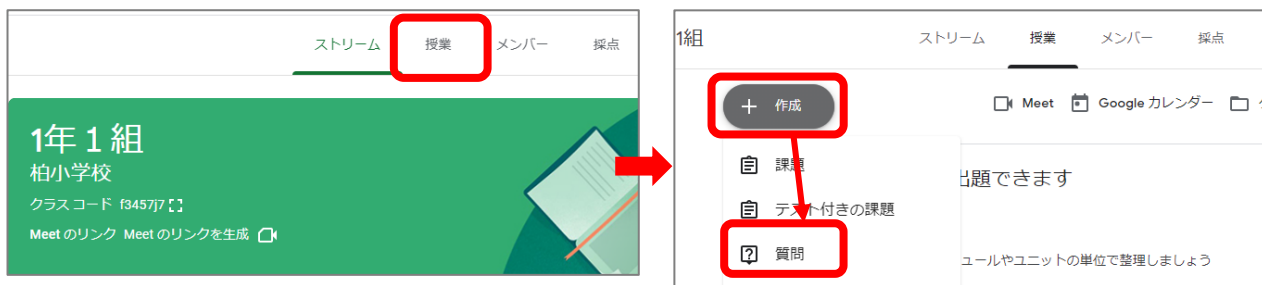 ストリーム 授業 メンバー 採点
1年１組
柏小学校
クラスコード f3457j7
Meet のリンク Meet のリンクを生成
1組 ストリーム 授業 メンバー 採点
＋ 作成
Meet Google カレンダー
課題
出題できます
テスト付きの課題
質問
ュールやユニットの単位で整理しましょう